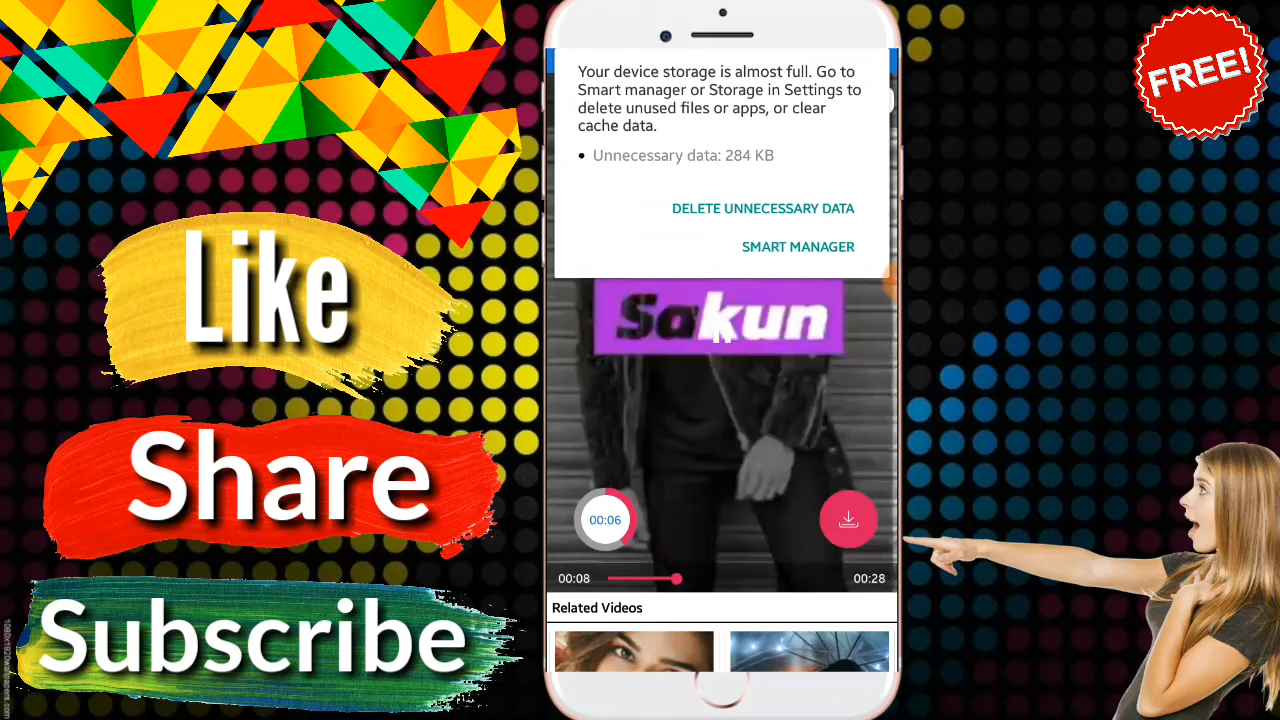 FREE!
Your device storage is almost full. Go to
Smart manager or Storage in Settings to
delete unused files or apps, or clear
cache data.
• Unnecessary data: 284 KB
DELETE UNNECESSARY DATA
SMART MANAGER
Like
Sakun
Share
00:06
00:08
00:28
Subscribe
Related Videos
1080x1920wallpapers.com